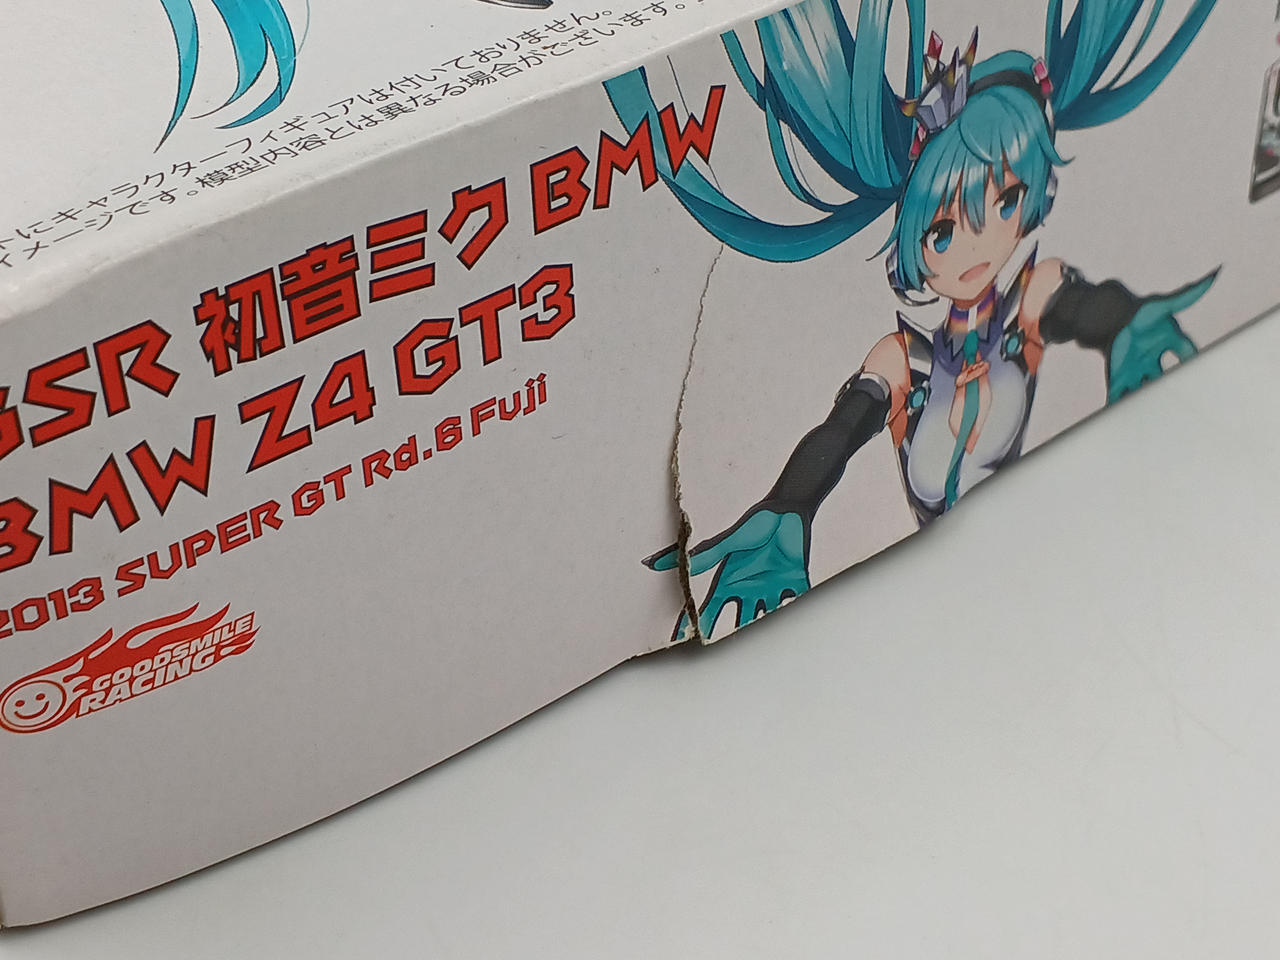 にキャラクターフィギュアは付いておりません。
イメージです。模型内容とは異なる場合がございます。
GSR 初音ミク BMW
BMW Z4 GT3
2013 SUPER GT Rd.6 Fuji
GOODSMILE
RACING